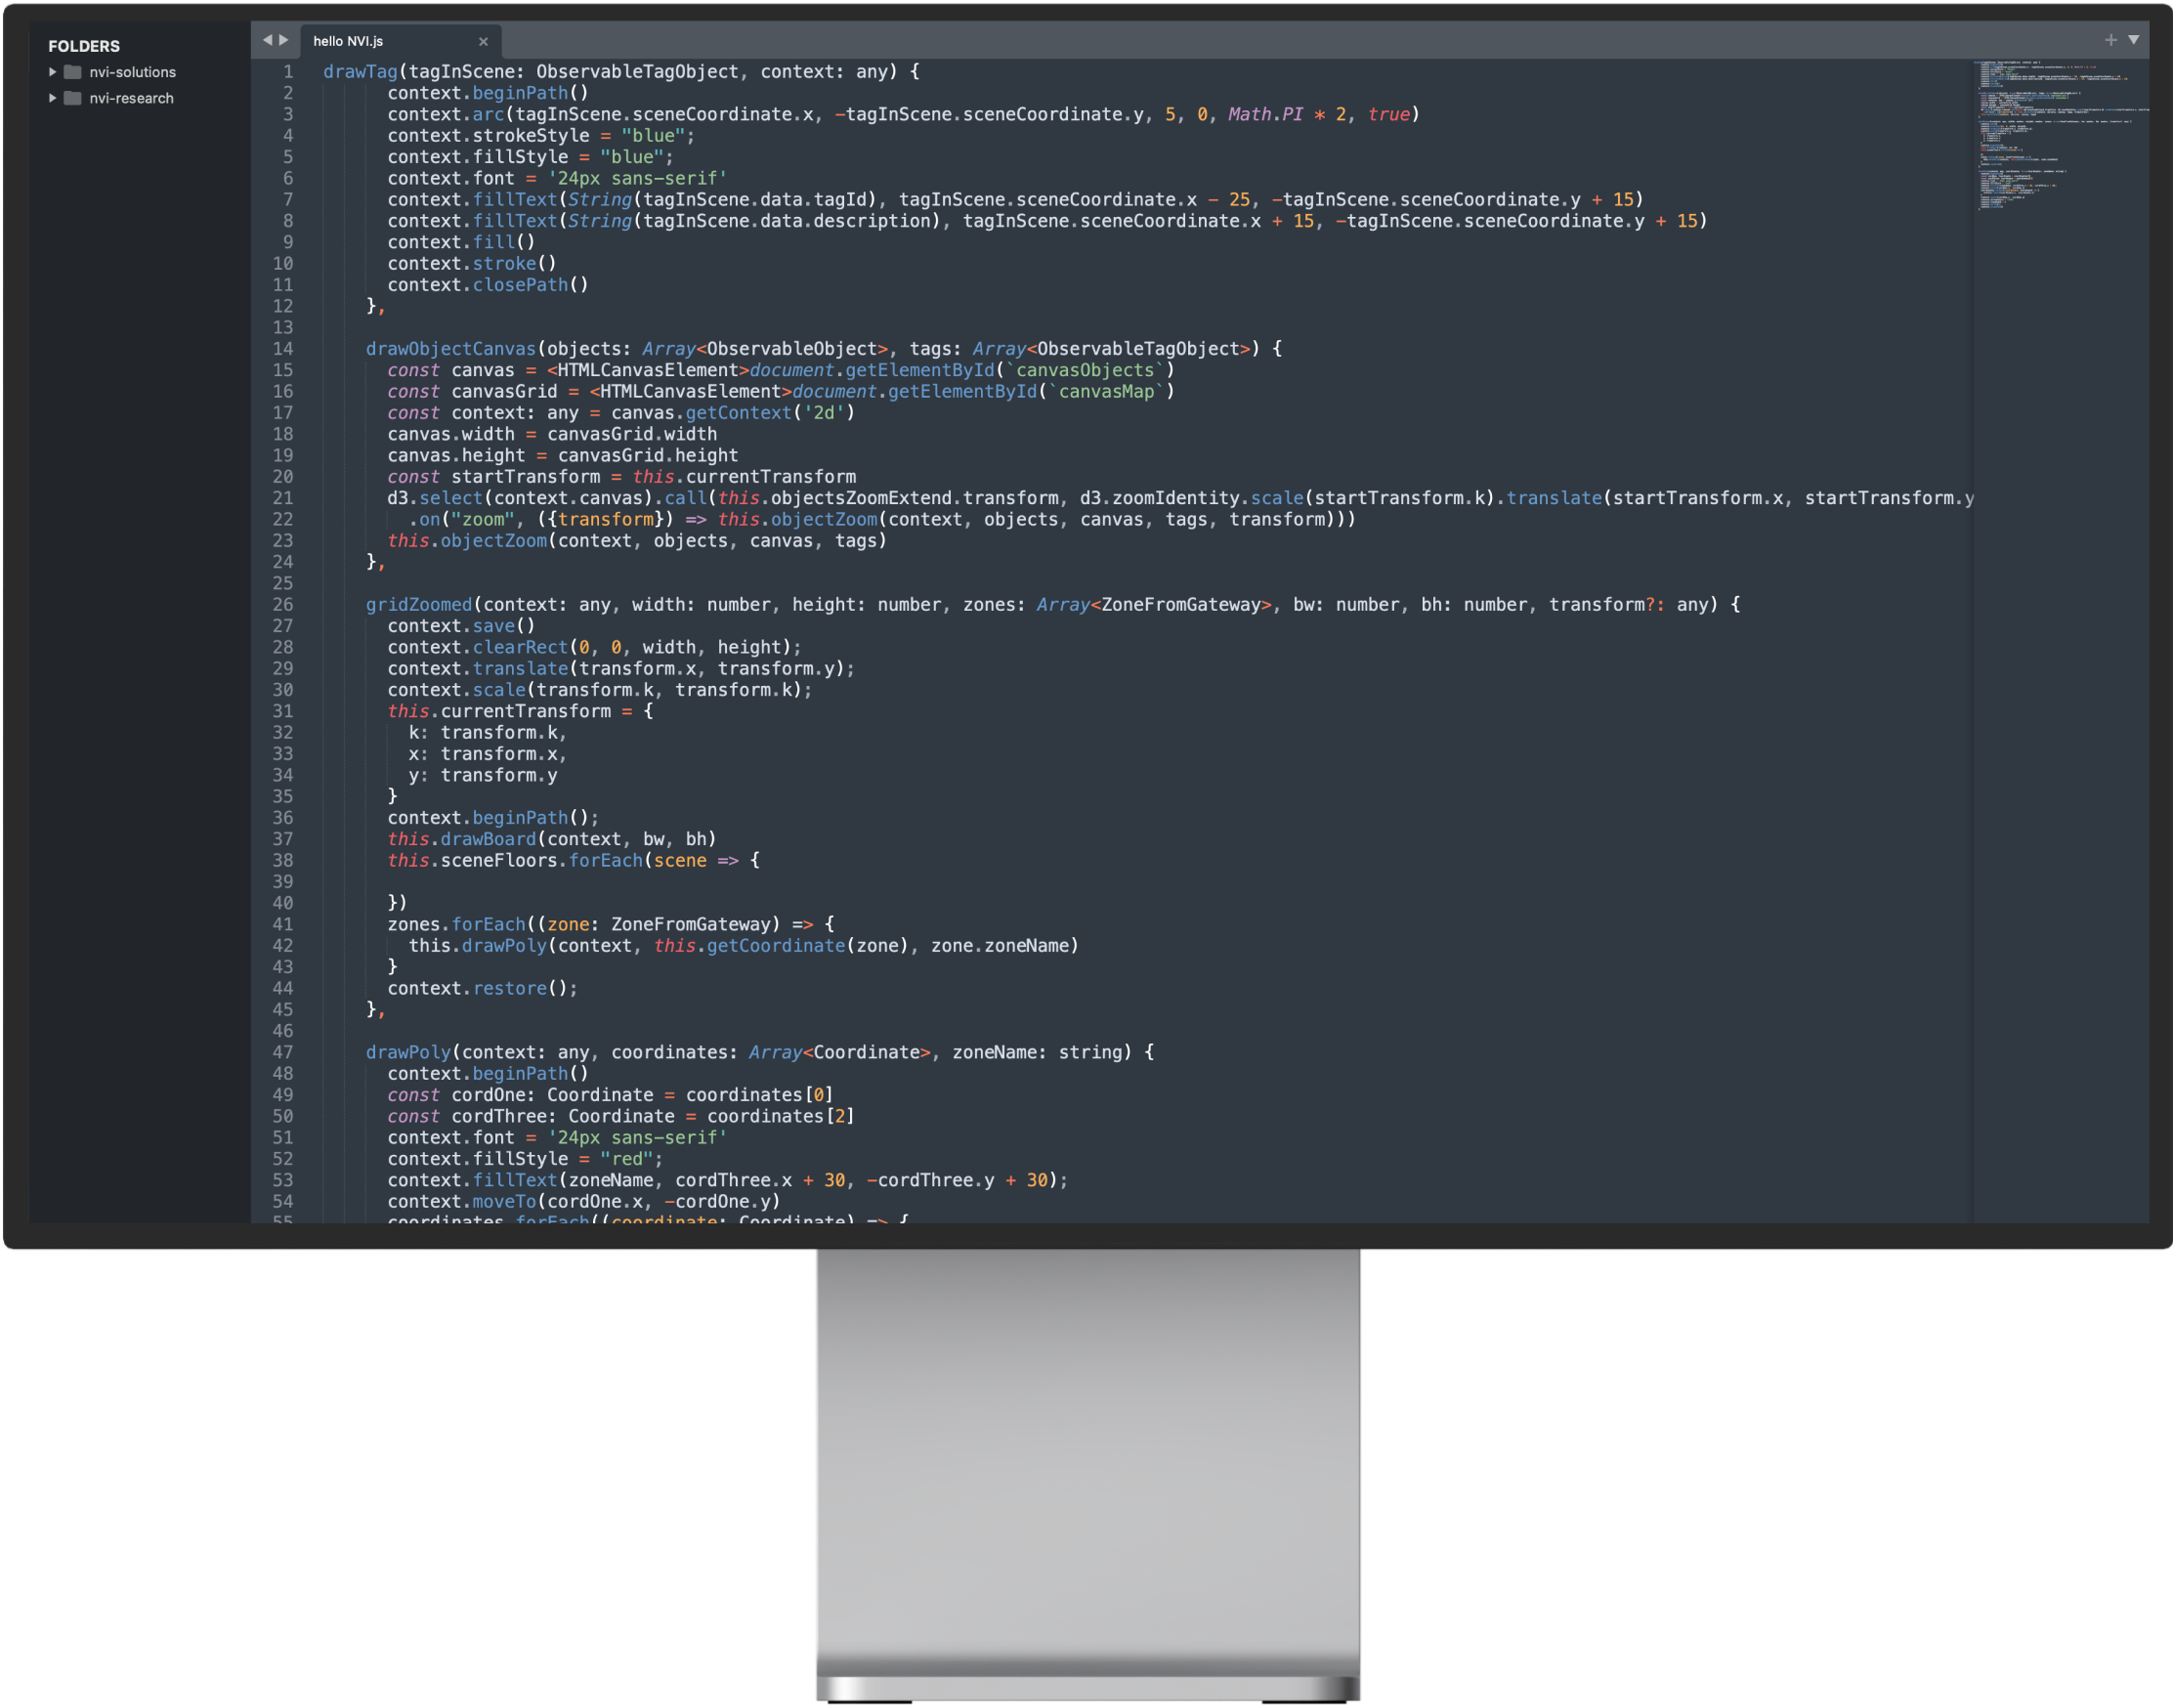 FOLDERS
nvi-solutions
nvi-research
hello NVI.js
1 drawTag(tagInScene: ObservableTagObject, context: any) {
2 context.beginPath()
3 context.arc(tagInScene.sceneCoordinate.x, -tagInScene.sceneCoordinate.y, 5, 0, Math.PI * 2, true)
4 context.strokeStyle = "blue";
5 context.fillStyle = "blue";
6 context.font = '24px sans-serif'
7 context.fillText(String(tagInScene.data.tagId), tagInScene.sceneCoordinate.x - 25, -tagInScene.sceneCoordinate.y + 15)
8 context.fillText(String(tagInScene.data.description), tagInScene.sceneCoordinate.x + 15, -tagInScene.sceneCoordinate.y + 15)
9 context.fill()
10 context.stroke()
11 context.closePath()
12 },
13
14 drawObjectCanvas(objects: Array<ObservableObject>, tags: Array<ObservableTagObject>) {
15 const canvas = <HTMLCanvasElement>document.getElementById(`canvasObjects`)
16 const canvasGrid = <HTMLCanvasElement>document.getElementById(`canvasMap`)
17 const context: any = canvas.getContext('2d')
18 canvas.width = canvasGrid.width
19 canvas.height = canvasGrid.height
20 const startTransform = this.currentTransform
21 d3.select(context.canvas).call(this.objectsZoomExtend.transform, d3.zoomIdentity.scale(startTransform.k).translate(startTransform.x, startTransform.y
22 .on("zoom", ({transform}) => this.objectZoom(context, objects, canvas, tags, transform)))
23 this.objectZoom(context, objects, canvas, tags)
24 },
25
26 gridZoomed(context: any, width: number, height: number, zones: Array<ZoneFromGateway>, bw: number, bh: number, transform?: any) {
27 context.save()
28 context.clearRect(0, 0, width, height);
29 context.translate(transform.x, transform.y);
30 context.scale(transform.k, transform.k);
31 this.currentTransform = {
32 k: transform.k,
33 x: transform.x,
34 y: transform.y
35 }
36 context.beginPath();
37 this.drawBoard(context, bw, bh)
38 this.sceneFloors.forEach(scene => {
39
40 })
41 zones.forEach((zone: ZoneFromGateway) => {
42 this.drawPoly(context, this.getCoordinate(zone), zone.zoneName)
43 }
44 context.restore();
45 },
46
47 drawPoly(context: any, coordinates: Array<Coordinate>, zoneName: string) {
48 context.beginPath()
49 const cordOne: Coordinate = coordinates[0]
50 const cordThree: Coordinate = coordinates[2]
51 context.font = '24px sans-serif'
52 context.fillStyle = "red";
53 context.fillText(zoneName, cordThree.x + 30, -cordThree.y + 30);
54 context.moveTo(cordOne.x, -cordOne.y)
55 coordinates.forEach((coordinate: Coordinate) => {